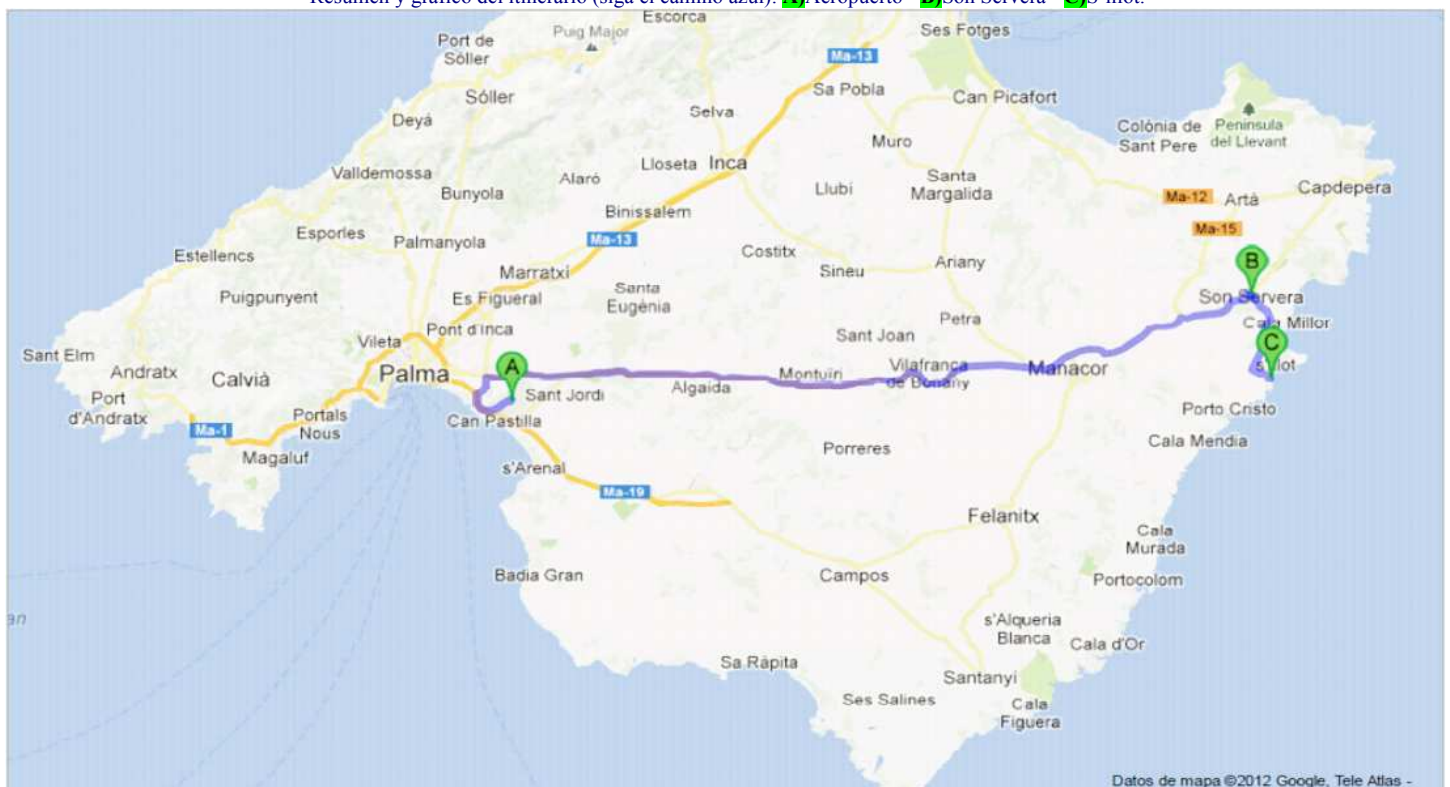 Resumen y gráfico del itinerario (siga el camino azul): A)Aeropuerto - B)Son Servera - C)S'illot.
Escorca
Port de
Sóller
Puig Major
Ses Fotges
Ma-13
Sa Pobla
Can Picafort
Sóller
Selva
Deyá
Muro
Colònia de
Sant Pere
Peninsula
del Llevant
Lloseta
Inca
Valldemossa
Alaró
Bunyola
Llubí
Santa
Margalida
Ma-12
Artà
Capdepera
Binissalem
Ma-15
Esporles
Palmanyola
Ma-13
Costitx
Estellencs
Marratxí
Sineu
Ariany
B
Puigpunyent
Es Figueral
Santa
Eugènia
Son Servera
Pont d'Inca
Petra
Cala Millor
Vileta
Sant Joan
Sant Elm
Andratx
Calvià
Palma
A
Sant Jordi
Algaida
Montuïri
Vilafranca
de Bonany
Manacor
C
s'illot
Port
d'Andratx
Portals
Nous
Can Pastilla
Porto Cristo
Ma-1
Magaluf
Cala Mendia
Porreres
s'Arenal
Ma-19
Felanitx
Cala
Murada
Badia Gran
Campos
Portocolom
s'Alqueria
Blanca
Cala d'Or
Sa Ràpita
Santanyí
Ses Salines
Cala
Figuera
Datos de mapa ©2012 Google, Tele Atlas -